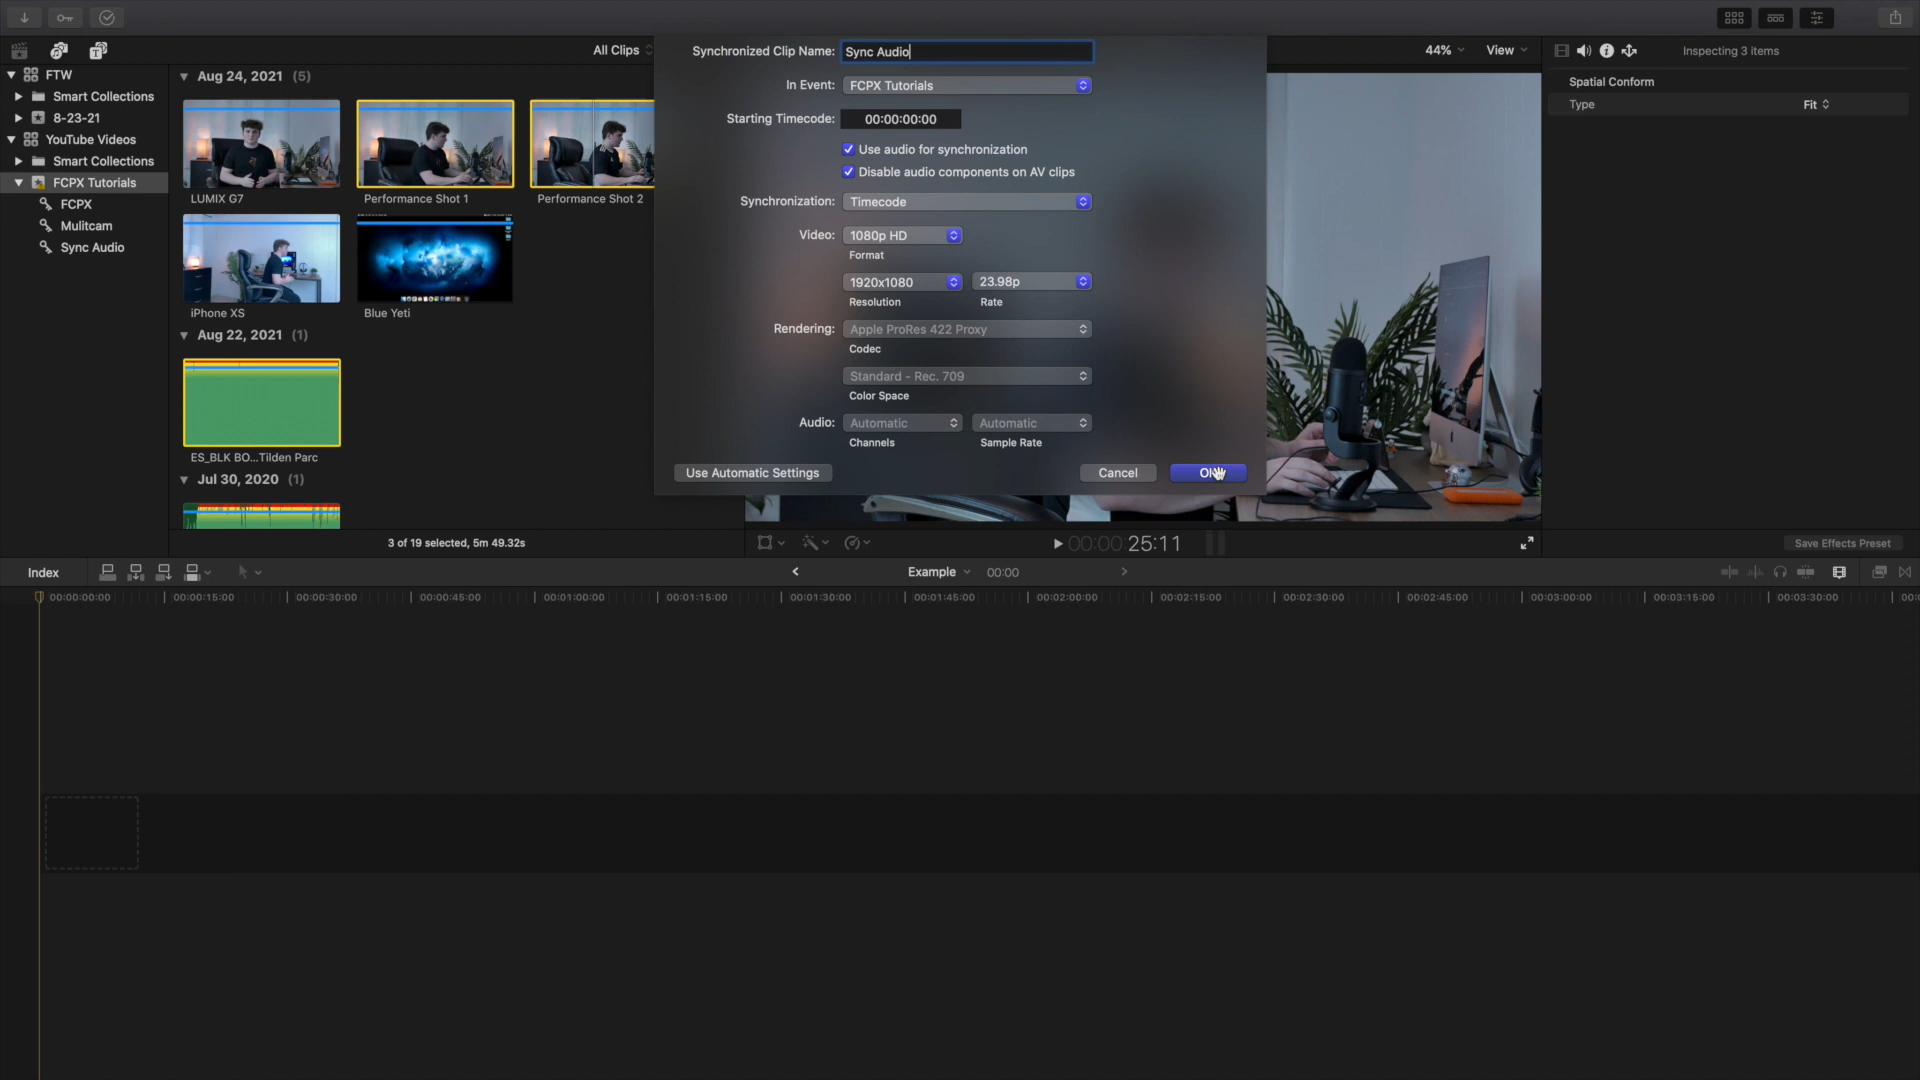 All Clips
Synchronized Clip Name: Sync Audio
44% View
Inspecting 3 items
FTW
Smart Collections
8-23-21
YouTube Videos
Smart Collections
FCPX Tutorials
FCPX
Mulitcam
Sync Audio
Aug 24, 2021 (5)
LUMIX G7
Performance Shot 1
Performance Shot 2
iPhone XS
Blue Yeti
Aug 22, 2021 (1)
ES_BLK BO...Tilden Parc
Jul 30, 2020 (1)
3 of 19 selected, 5m 49.32s
In Event: FCPX Tutorials
Starting Timecode: 00:00:00:00
Use audio for synchronization
Disable audio components on AV clips
Synchronization: Timecode
Video: 1080p HD
Format
1920x1080 23.98p
Resolution Rate
Rendering: Apple ProRes 422 Proxy
Codec
Standard - Rec. 709
Color Space
Audio: Automatic Automatic
Channels Sample Rate
Use Automatic Settings
Cancel
OK
Spatial Conform
Type Fit
00:00:25:11
Save Effects Preset
Index
Example 00:00
00:00:00:00 00:00:15:00 00:00:30:00 00:00:45:00 00:01:00:00 00:01:15:00 00:01:30:00 00:01:45:00 00:02:00:00 00:02:15:00 00:02:30:00 00:02:45:00 00:03:00:00 00:03:15:00 00:03:30:00